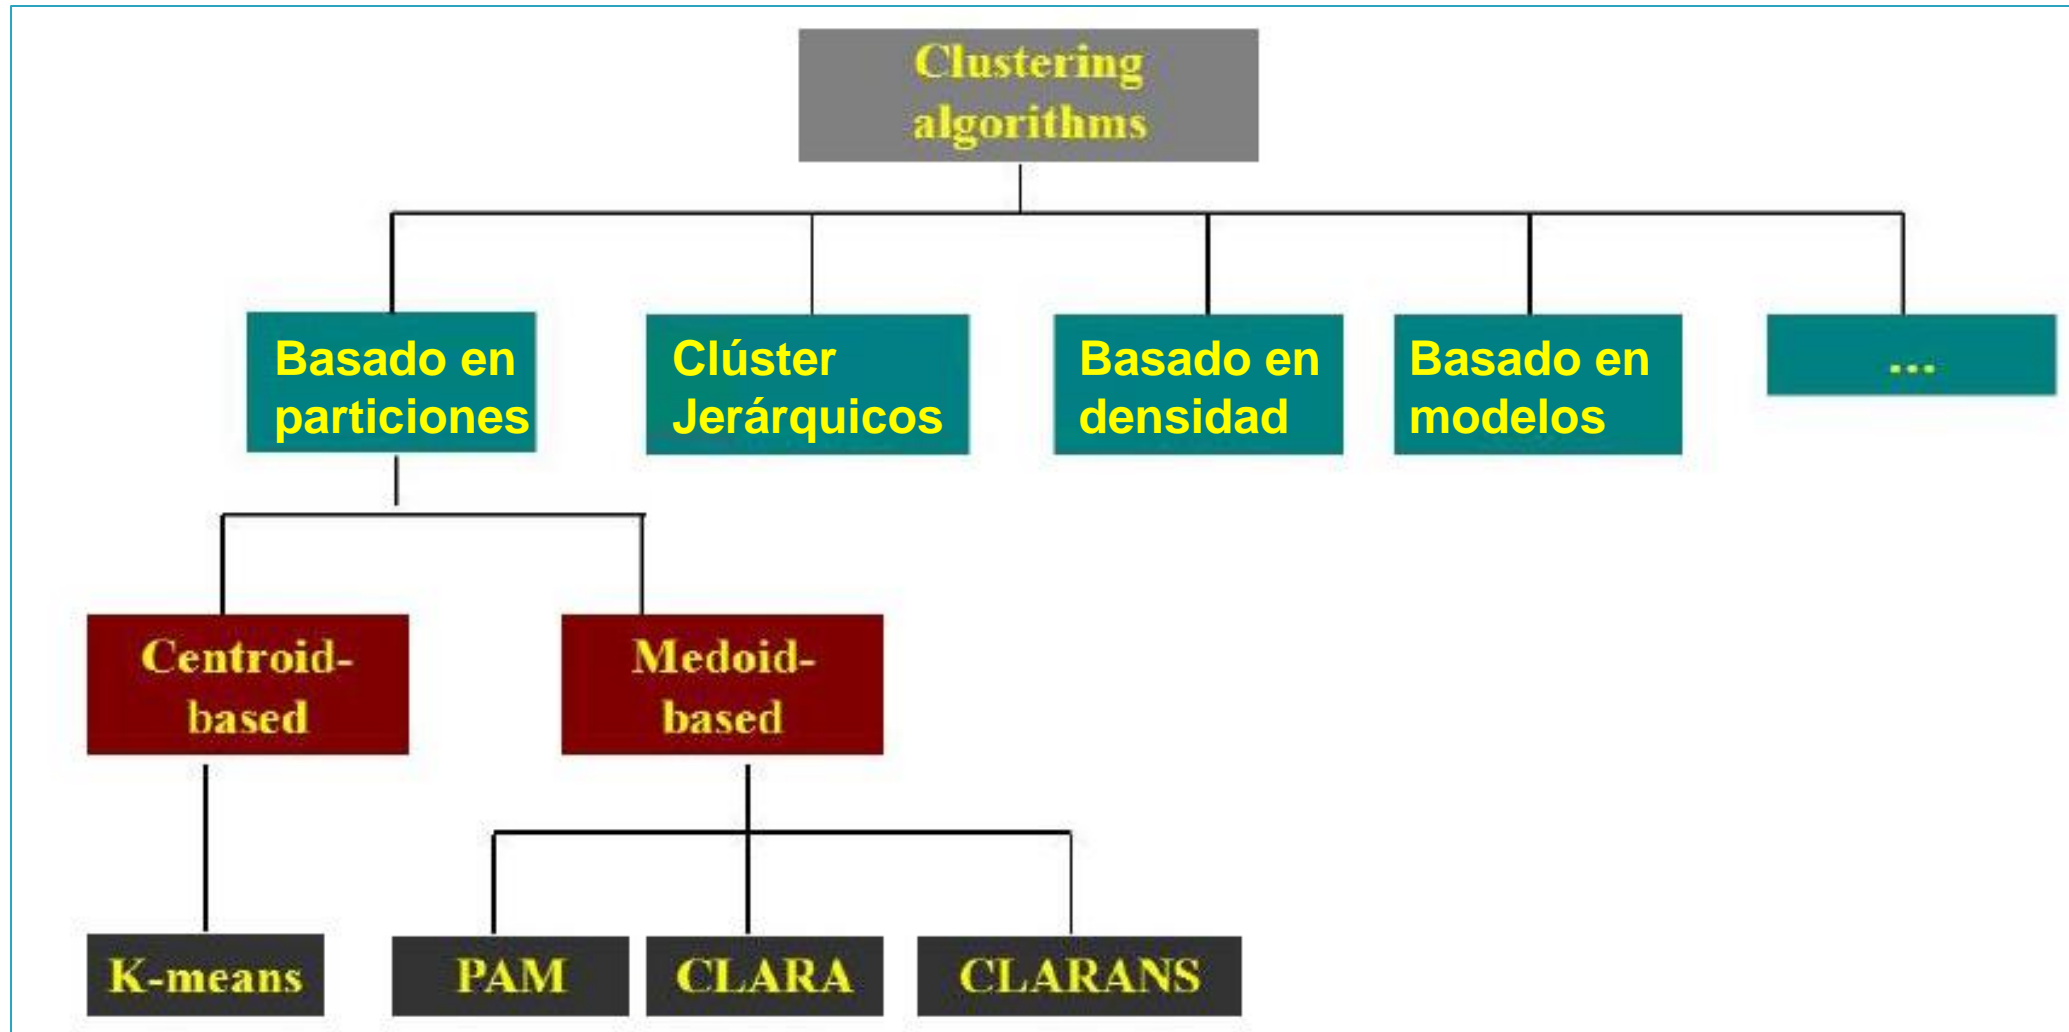 Clustering
algorithms
Basado en
particiones
Clúster
Jerárquicos
Basado en
densidad
Basado en
modelos
...
Centroid-
based
Medoid-
based
K-means
PAM
CLARA
CLARANS